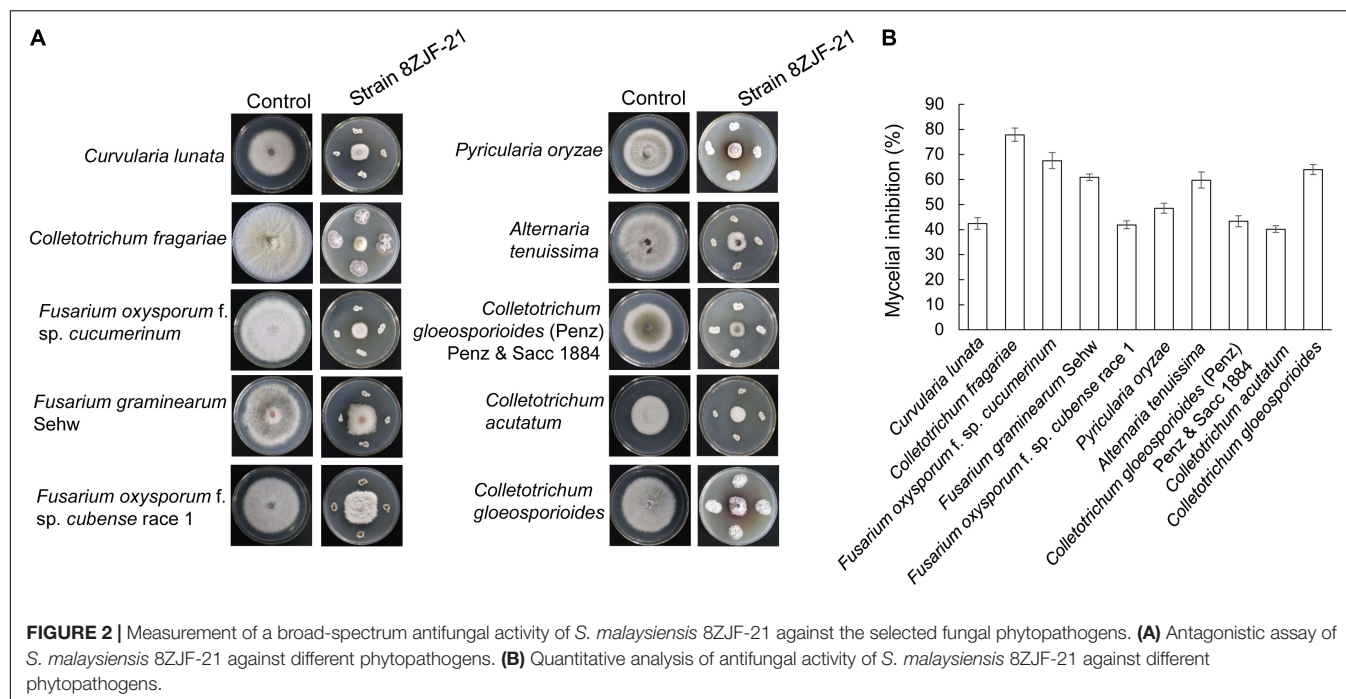 A
B
Control
Strain 8ZJF-21
Control
Strain 8ZJF-21
Curvularia lunata
Colletotrichum fragariae
Fusarium oxysporum f.
sp. cucumerinum
Fusarium graminearum
Sehw
Fusarium oxysporum f.
sp. cubense race 1
Pyricularia oryzae
Alternaria
tenuissima
Colletotrichum
gloeosporioides (Penz)
Penz & Sacc 1884
Colletotrichum
acutatum
Colletotrichum
gloeosporioides
Mycelial inhibition (%)
90
80
70
60
50
40
30
20
10
0
Curvularia lunata
Colletotrichum fragariae
Fusarium oxysporum f. sp. cucumerinum
Fusarium graminearum Sehw
Fusarium oxysporum f. sp. cubense race 1
Pyricularia oryzae
Alternaria tenuissima
Colletotrichum gloeosporioides (Penz)
Penz & Sacc 1884
Colletotrichum acutatum
Colletotrichum gloeosporioides
FIGURE 2 | Measurement of a broad-spectrum antifungal activity of S. malaysiensis 8ZJF-21 against the selected fungal phytopathogens. (A) Antagonistic assay of
S. malaysiensis 8ZJF-21 against different phytopathogens. (B) Quantitative analysis of antifungal activity of S. malaysiensis 8ZJF-21 against different
phytopathogens.